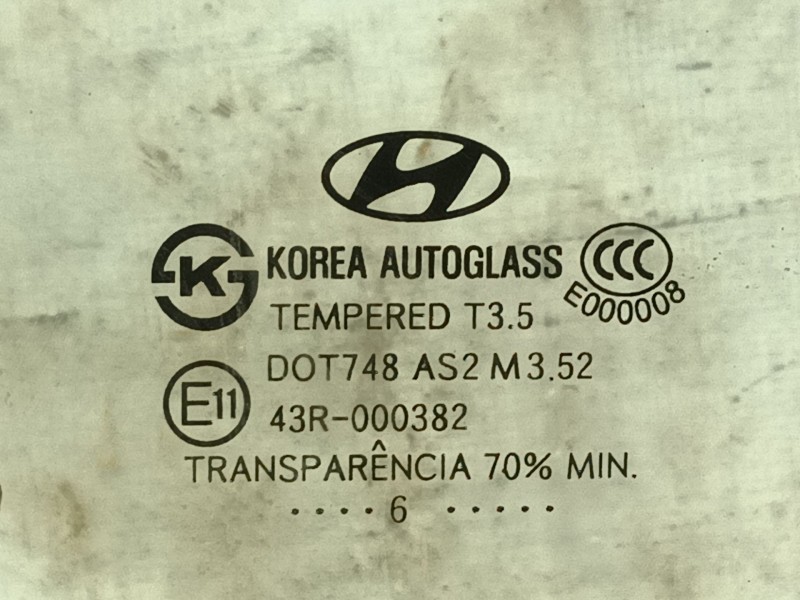 K KOREA AUTOGLASS CCC
E000008
TEMPERED T3.5
DOT748 AS2 M3.52
E11 43R-000382
TRANSPARÊNCIA 70% MIN.
....6 .....